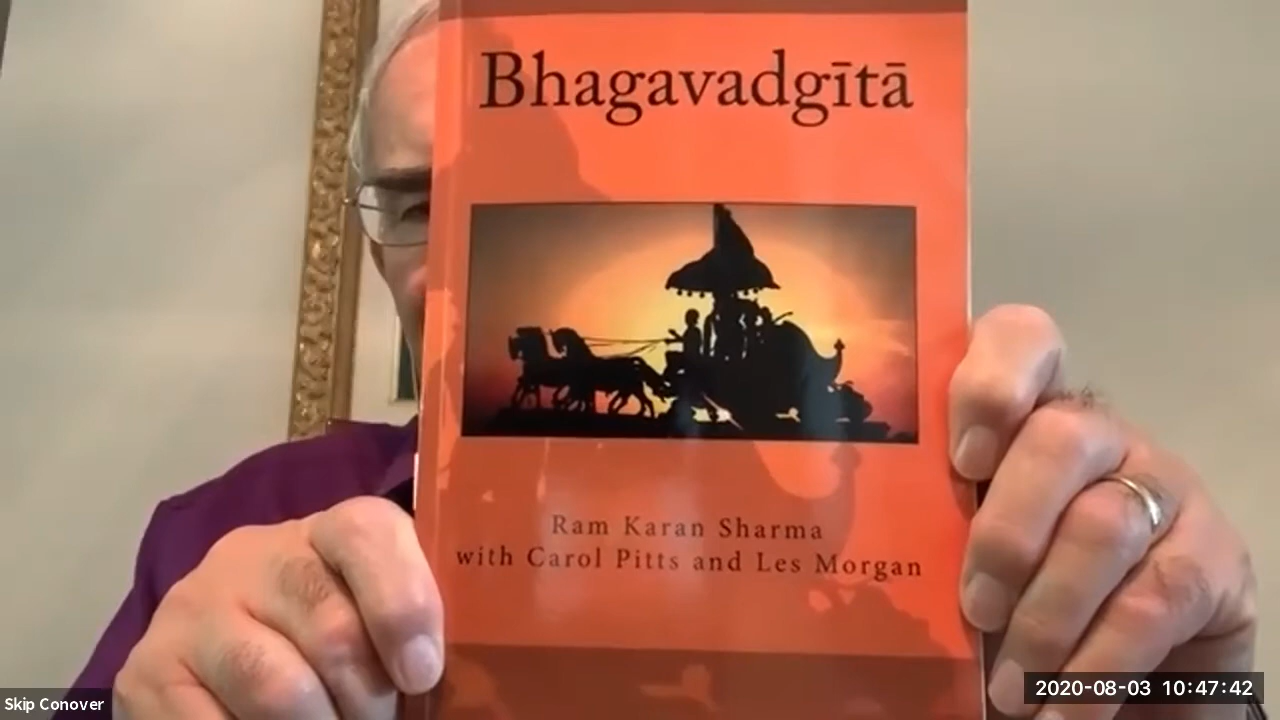 Bhagavadgītā
Ram Karan Sharma
with Carol Pitts and Les Morgan
Skip Conover
2020-08-03 10:47:42